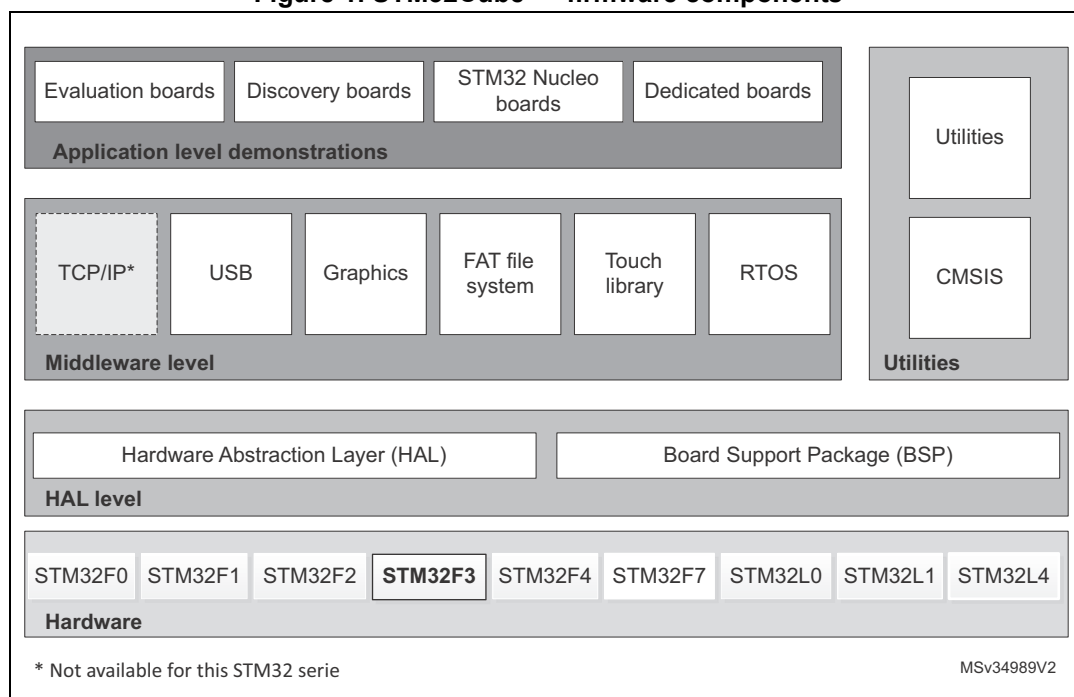 Evaluation boards
Discovery boards
STM32 Nucleo
boards
Dedicated boards
Application level demonstrations
Utilities
CMSIS
Utilities
TCP/IP*
USB
Graphics
FAT file
system
Touch
library
RTOS
Middleware level
Hardware Abstraction Layer (HAL)
Board Support Package (BSP)
HAL level
STM32F0 STM32F1 STM32F2 STM32F3 STM32F4 STM32F7 STM32L0 STM32L1 STM32L4
Hardware
* Not available for this STM32 serie
MSv34989V2